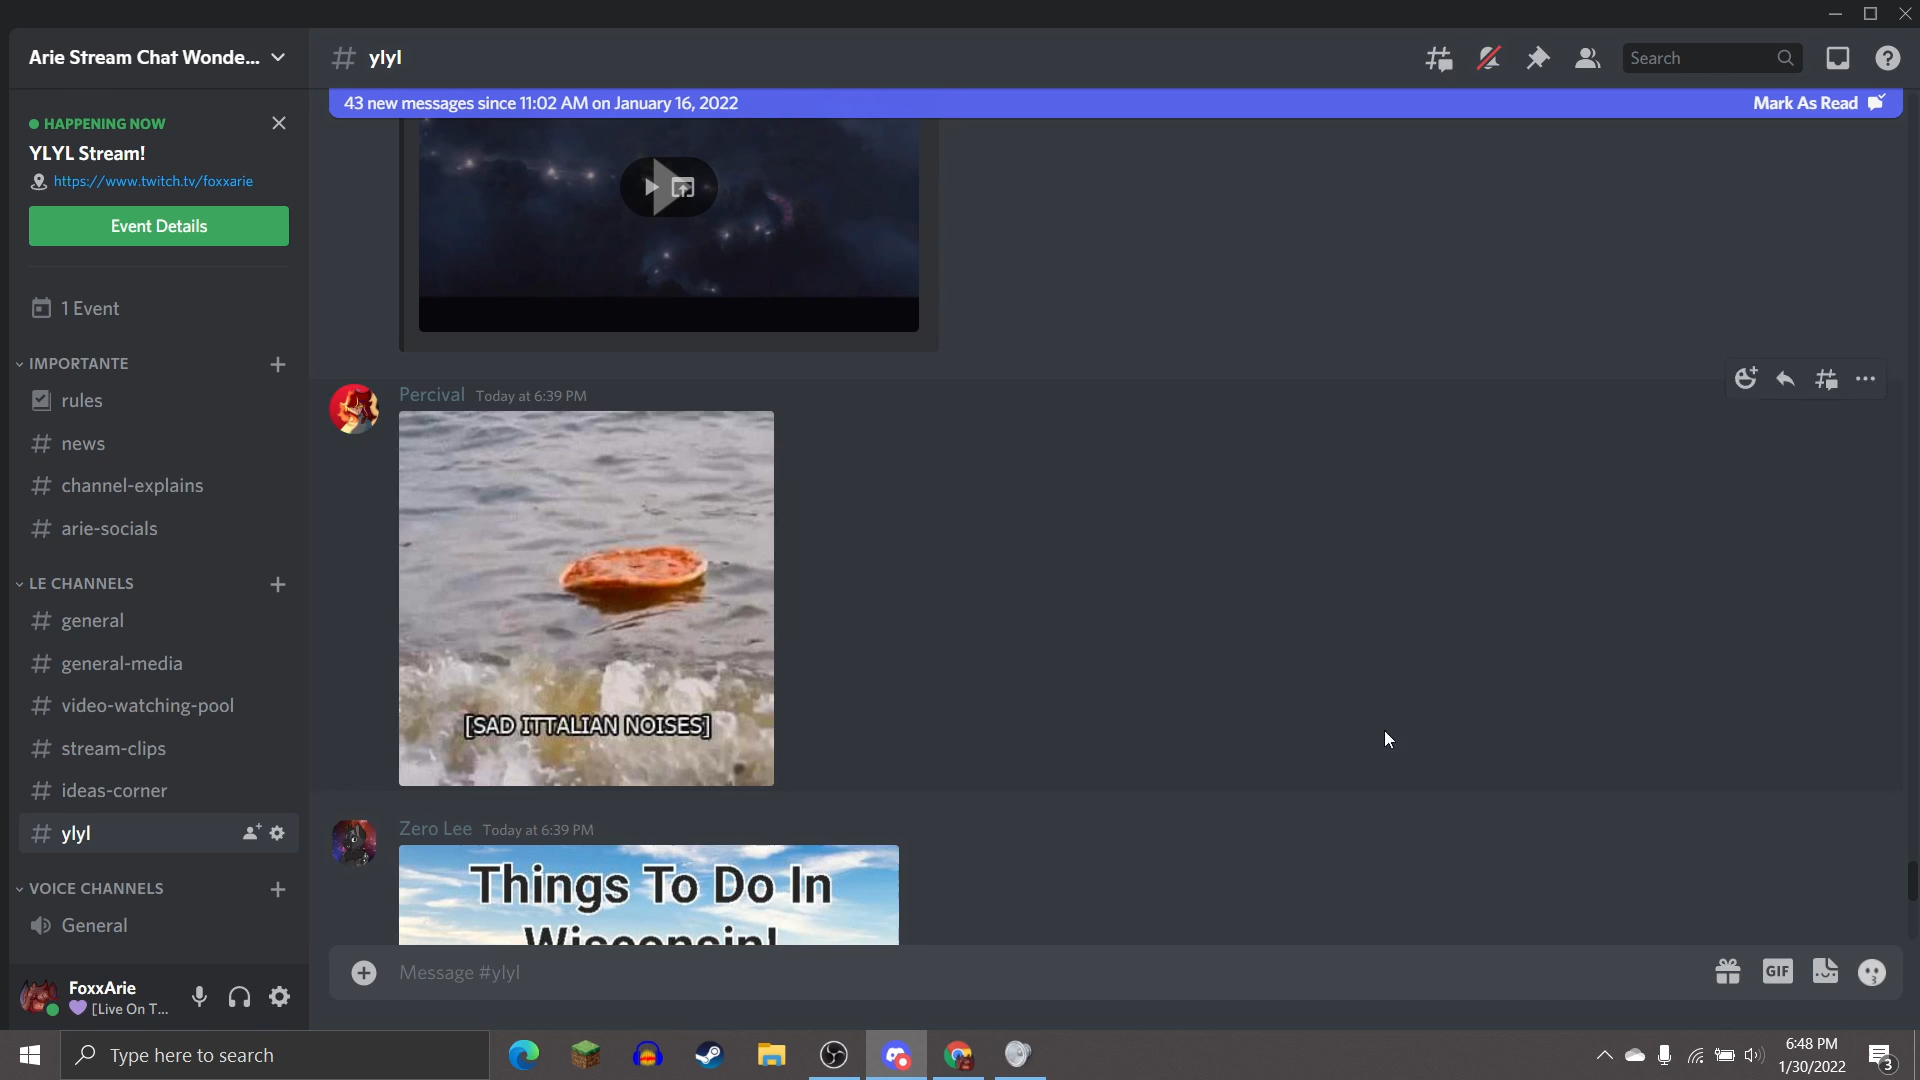 Arie Stream Chat Wonde...
ylyl
Search
43 new messages since 11:02 AM on January 16, 2022
Mark As Read
HAPPENING NOW
YLYL Stream!
https://www.twitch.tv/foxxarie
Event Details
1 Event
IMPORTANTE
rules
news
channel-explains
arie-socials
LE CHANNELS
general
general-media
video-watching-pool
stream-clips
ideas-corner
ylyl
VOICE CHANNELS
General
FoxxArie
[Live On T...
Percival Today at 6:39 PM
[SAD ITTALIAN NOISES]
Zero Lee Today at 6:39 PM
Things To Do In
Wisconsin!
Message #ylyl
GIF
Type here to search
6:48 PM
1/30/2022
3